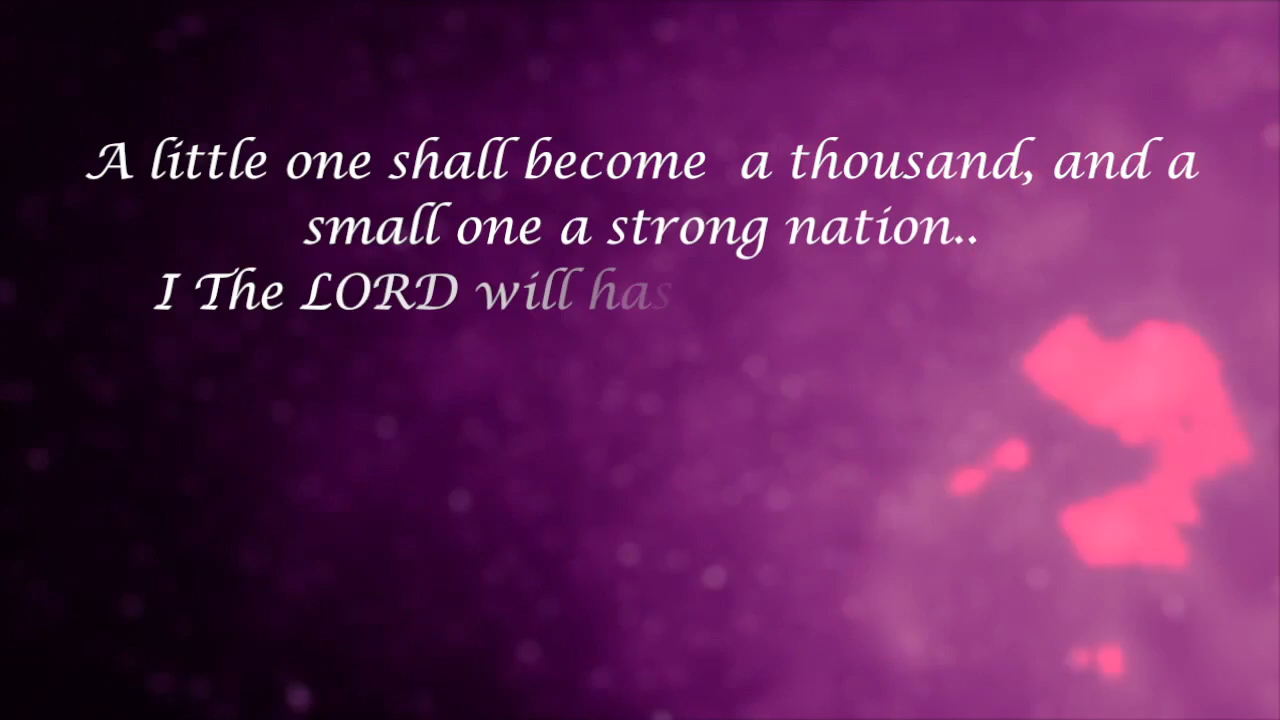 A little one shall become a thousand, and a
small one a strong nation..
I The LORD will has